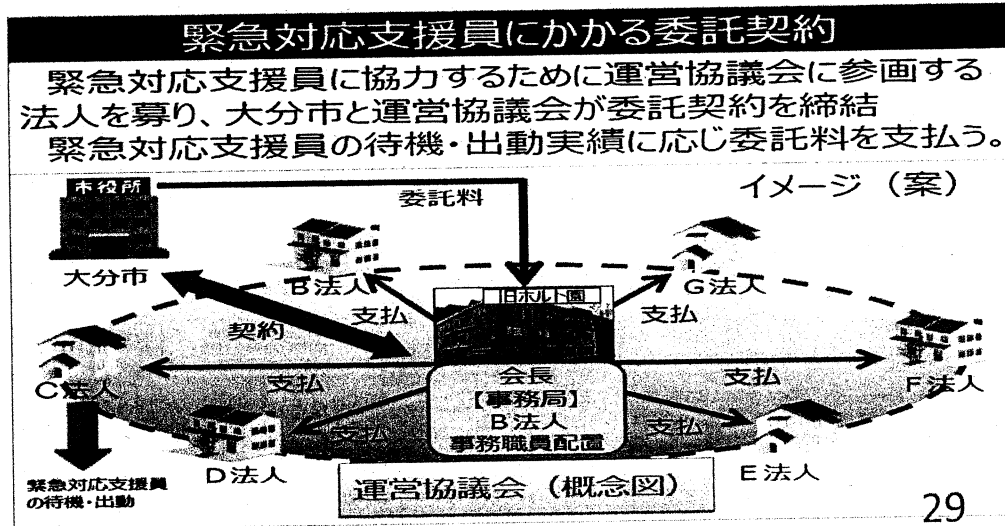 緊急対応支援員にかかる委託契約
緊急対応支援員に協力するために運営協議会に参画する
法人を募り、大分市と運営協議会が委託契約を締結
緊急対応支援員の待機・出動実績に応じ委託料を支払う。
イメージ（案）
市役所
大分市
委託料
契約
B法人
支払
旧ホルト園
G法人
支払
C法人
支払
会長
【事務局】
B法人
事務職員配置
支払
F法人
D法人
支払
支払
E法人
緊急対応支援員
の待機・出動
運営協議会（概念図）
29